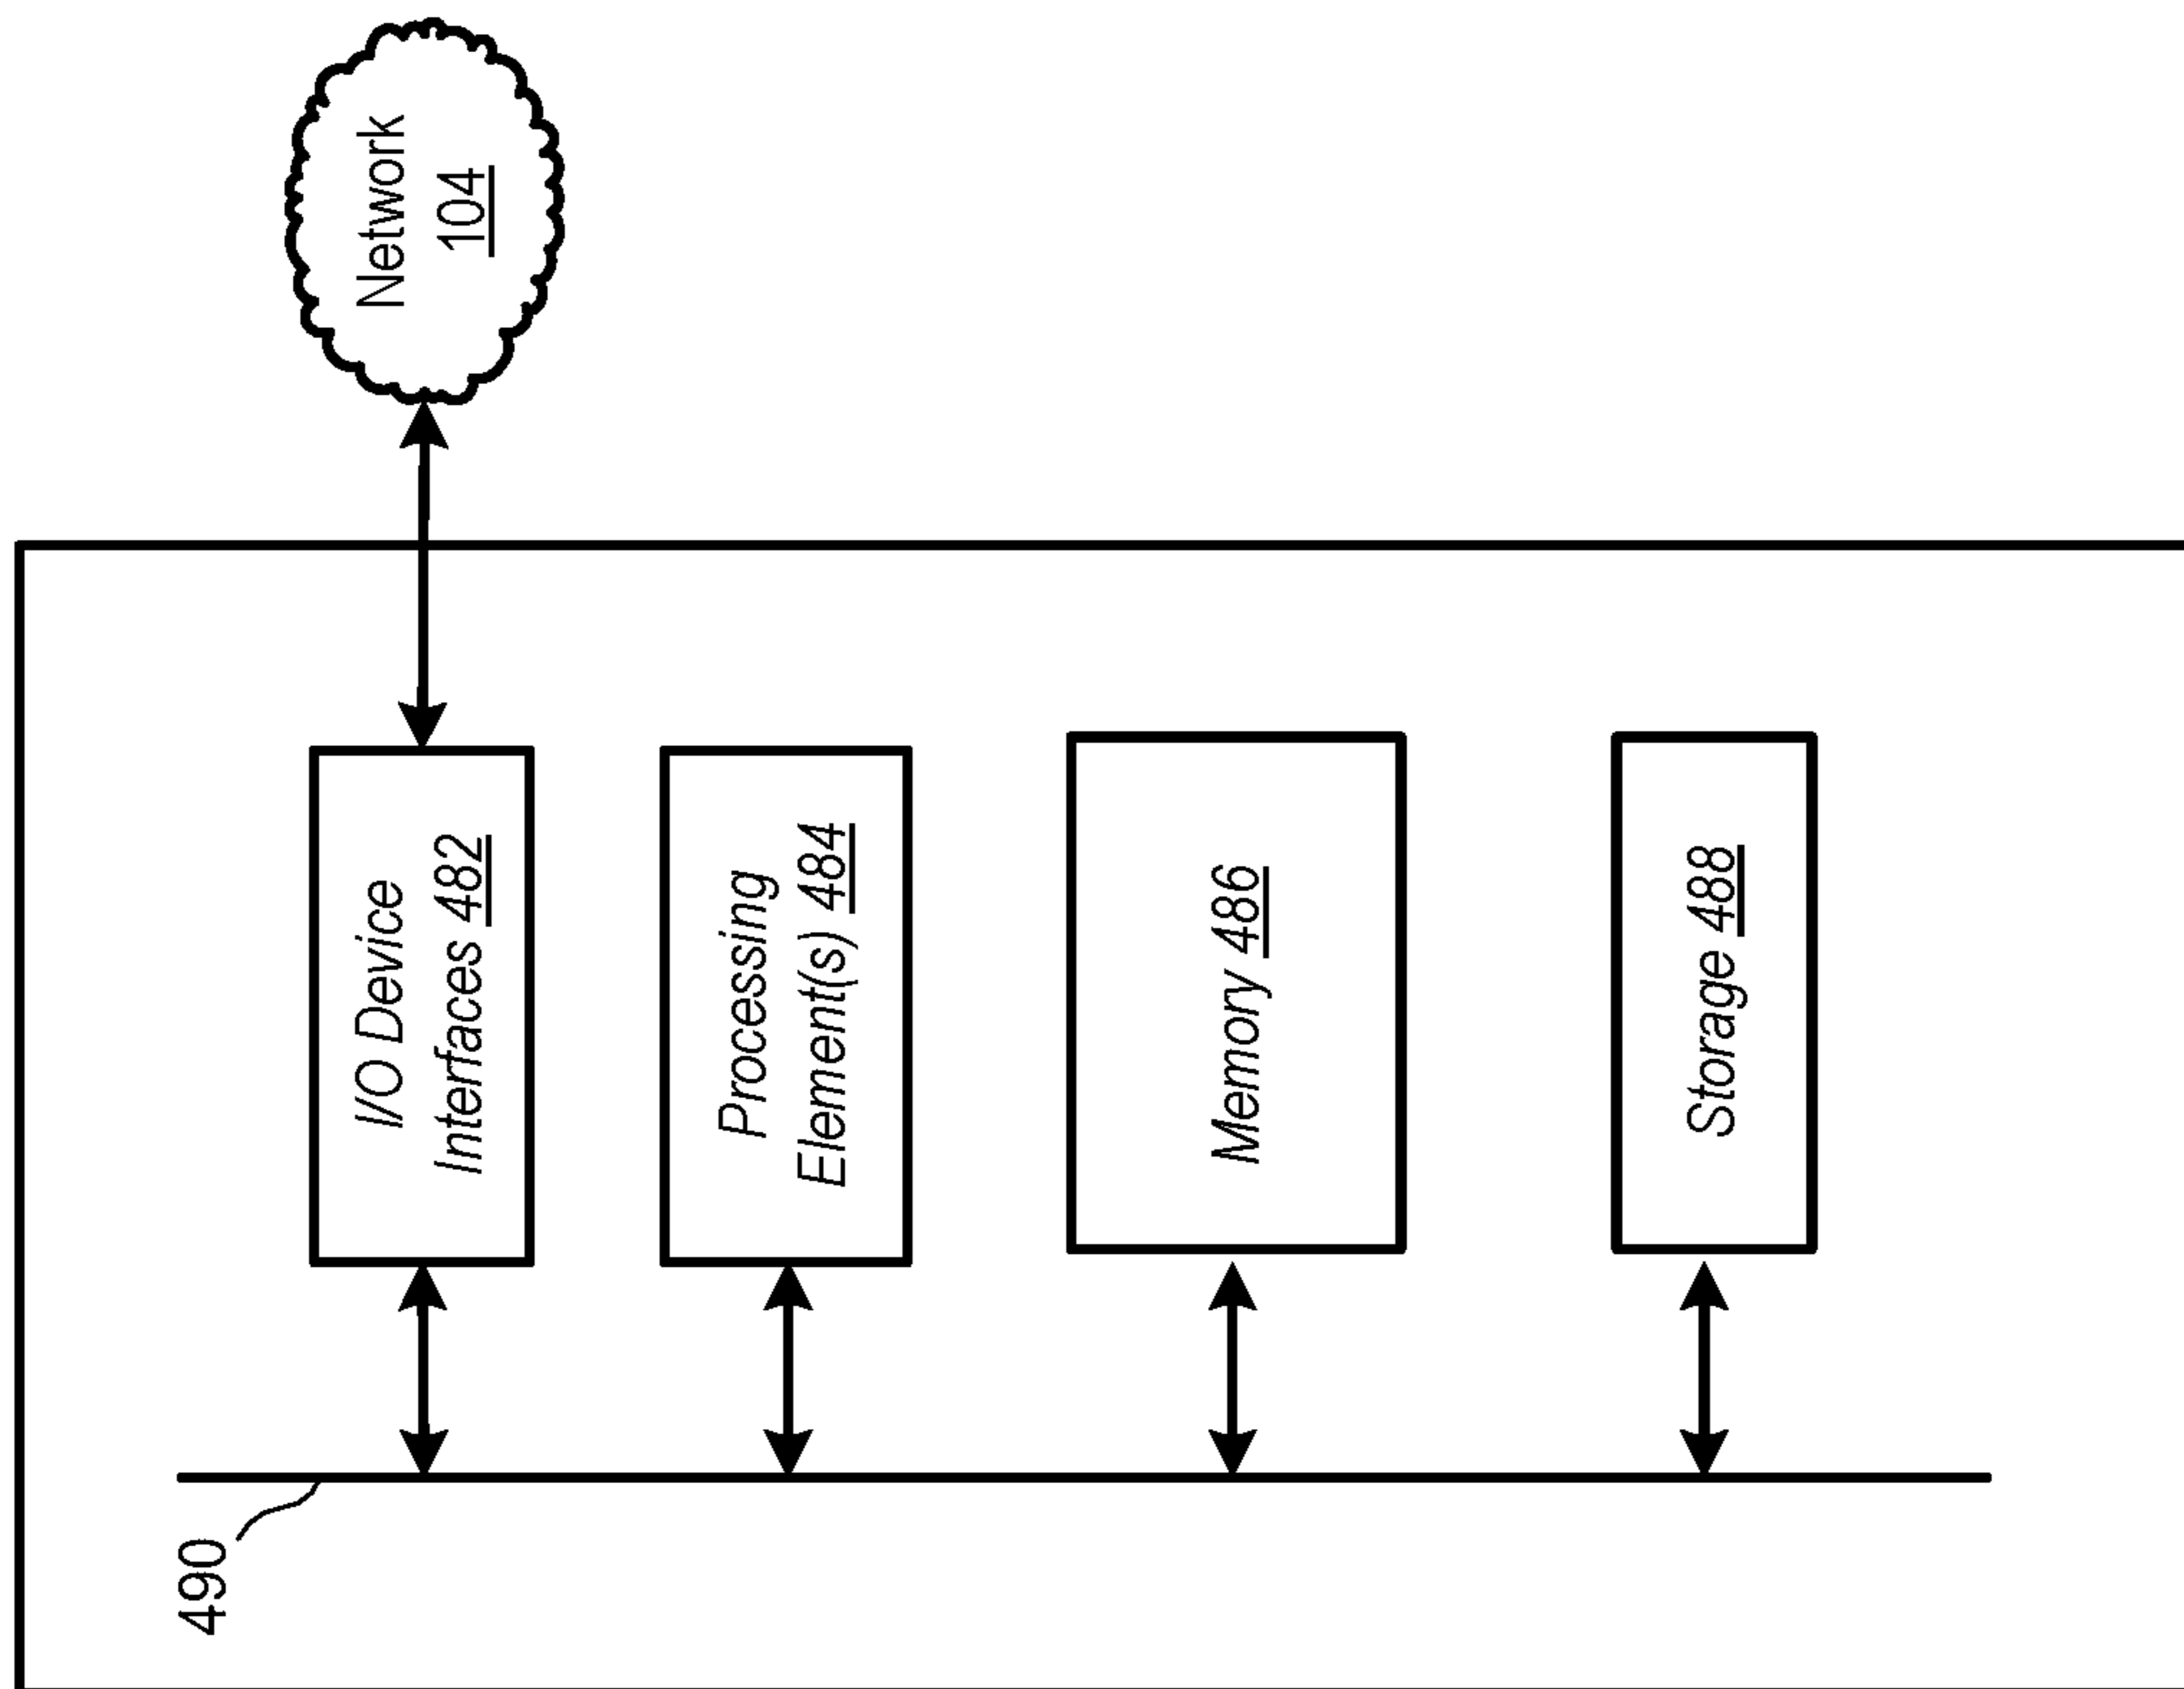 Network
104
I/O Device
Interfaces 482
Processing
Element(s) 484
Memory 486
Storage 488
490